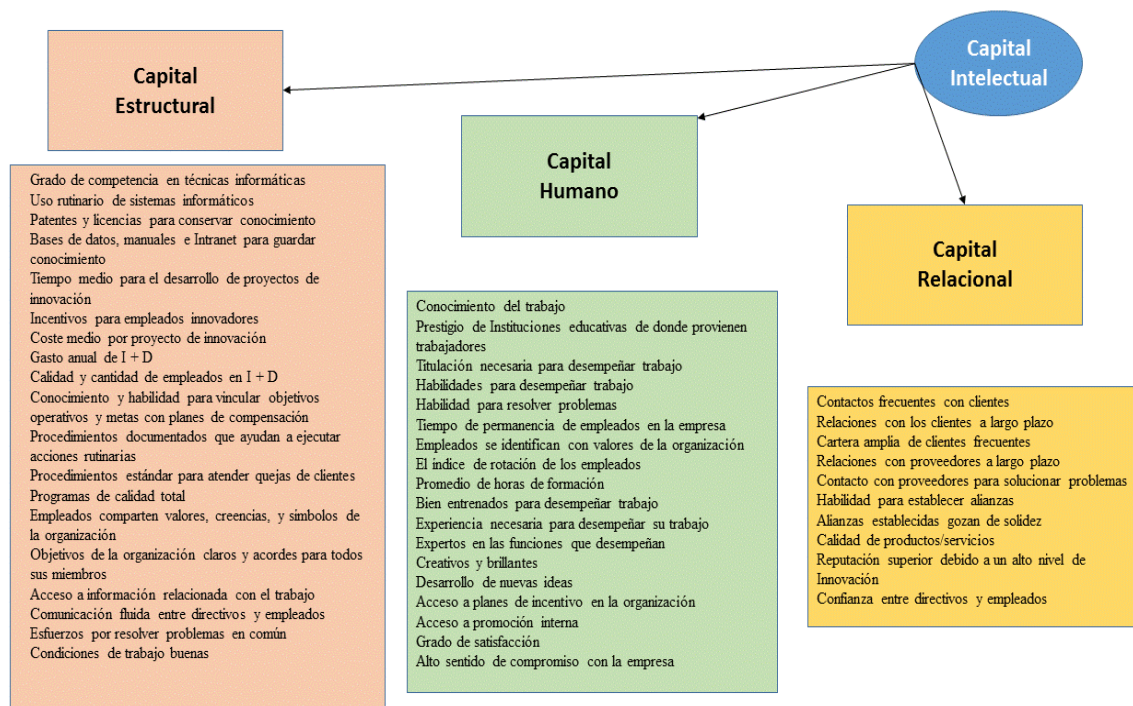 Capital
Estructural
Capital
Intelectual
Capital
Humano
Capital
Relacional
Grado de competencia en técnicas informáticas
Uso rutinario de sistemas informáticos
Patentes y licencias para conservar conocimiento
Bases de datos, manuales e Intranet para guardar
conocimiento
Tiempo medio para el desarrollo de proyectos de
innovación
Incentivos para empleados innovadores
Coste medio por proyecto de innovación
Gasto anual de I + D
Calidad y cantidad de empleados en I + D
Conocimiento y habilidad para vincular objetivos
operativos y metas con planes de compensación
Procedimientos documentados que ayudan a ejecutar
acciones rutinarias
Procedimientos estándar para atender quejas de clientes
Programas de calidad total
Empleados comparten valores, creencias, y simbolos de
la organización
Objetivos de la organización claros y acordes para todos
sus miembros
Acceso a información relacionada con el trabajo
Comunicación fluida entre directivos y empleados
Esfuerzos por resolver problemas en común
Condiciones de trabajo buenas
Conocimiento del trabajo
Prestigio de Instituciones educativas de donde provienen
trabajadores
Titulación necesaria para desempeñar trabajo
Habilidades para desempeñar trabajo
Habilidad para resolver problemas
Tiempo de permanencia de empleados en la empresa
Empleados se identifican con valores de la organización
El índice de rotación de los empleados
Promedio de horas de formación
Bien entrenados para desempeñar trabajo
Experiencia necesaria para desempeñar su trabajo
Expertos en las funciones que desempeñan
Creativos y brillantes
Desarrollo de nuevas ideas
Acceso a planes de incentivo en la organización
Acceso a promoción interna
Grado de satisfacción
Alto sentido de compromiso con la empresa
Contactos frecuentes con clientes
Relaciones con los clientes a largo plazo
Cartera amplia de clientes frecuentes
Relaciones con proveedores a largo plazo
Contacto con proveedores para solucionar problemas
Habilidad para establecer alianzas
Alianzas establecidas gozan de solidez
Calidad de productos/servicios
Reputación superior debido a un alto nivel de
Innovación
Confianza entre directivos y empleados